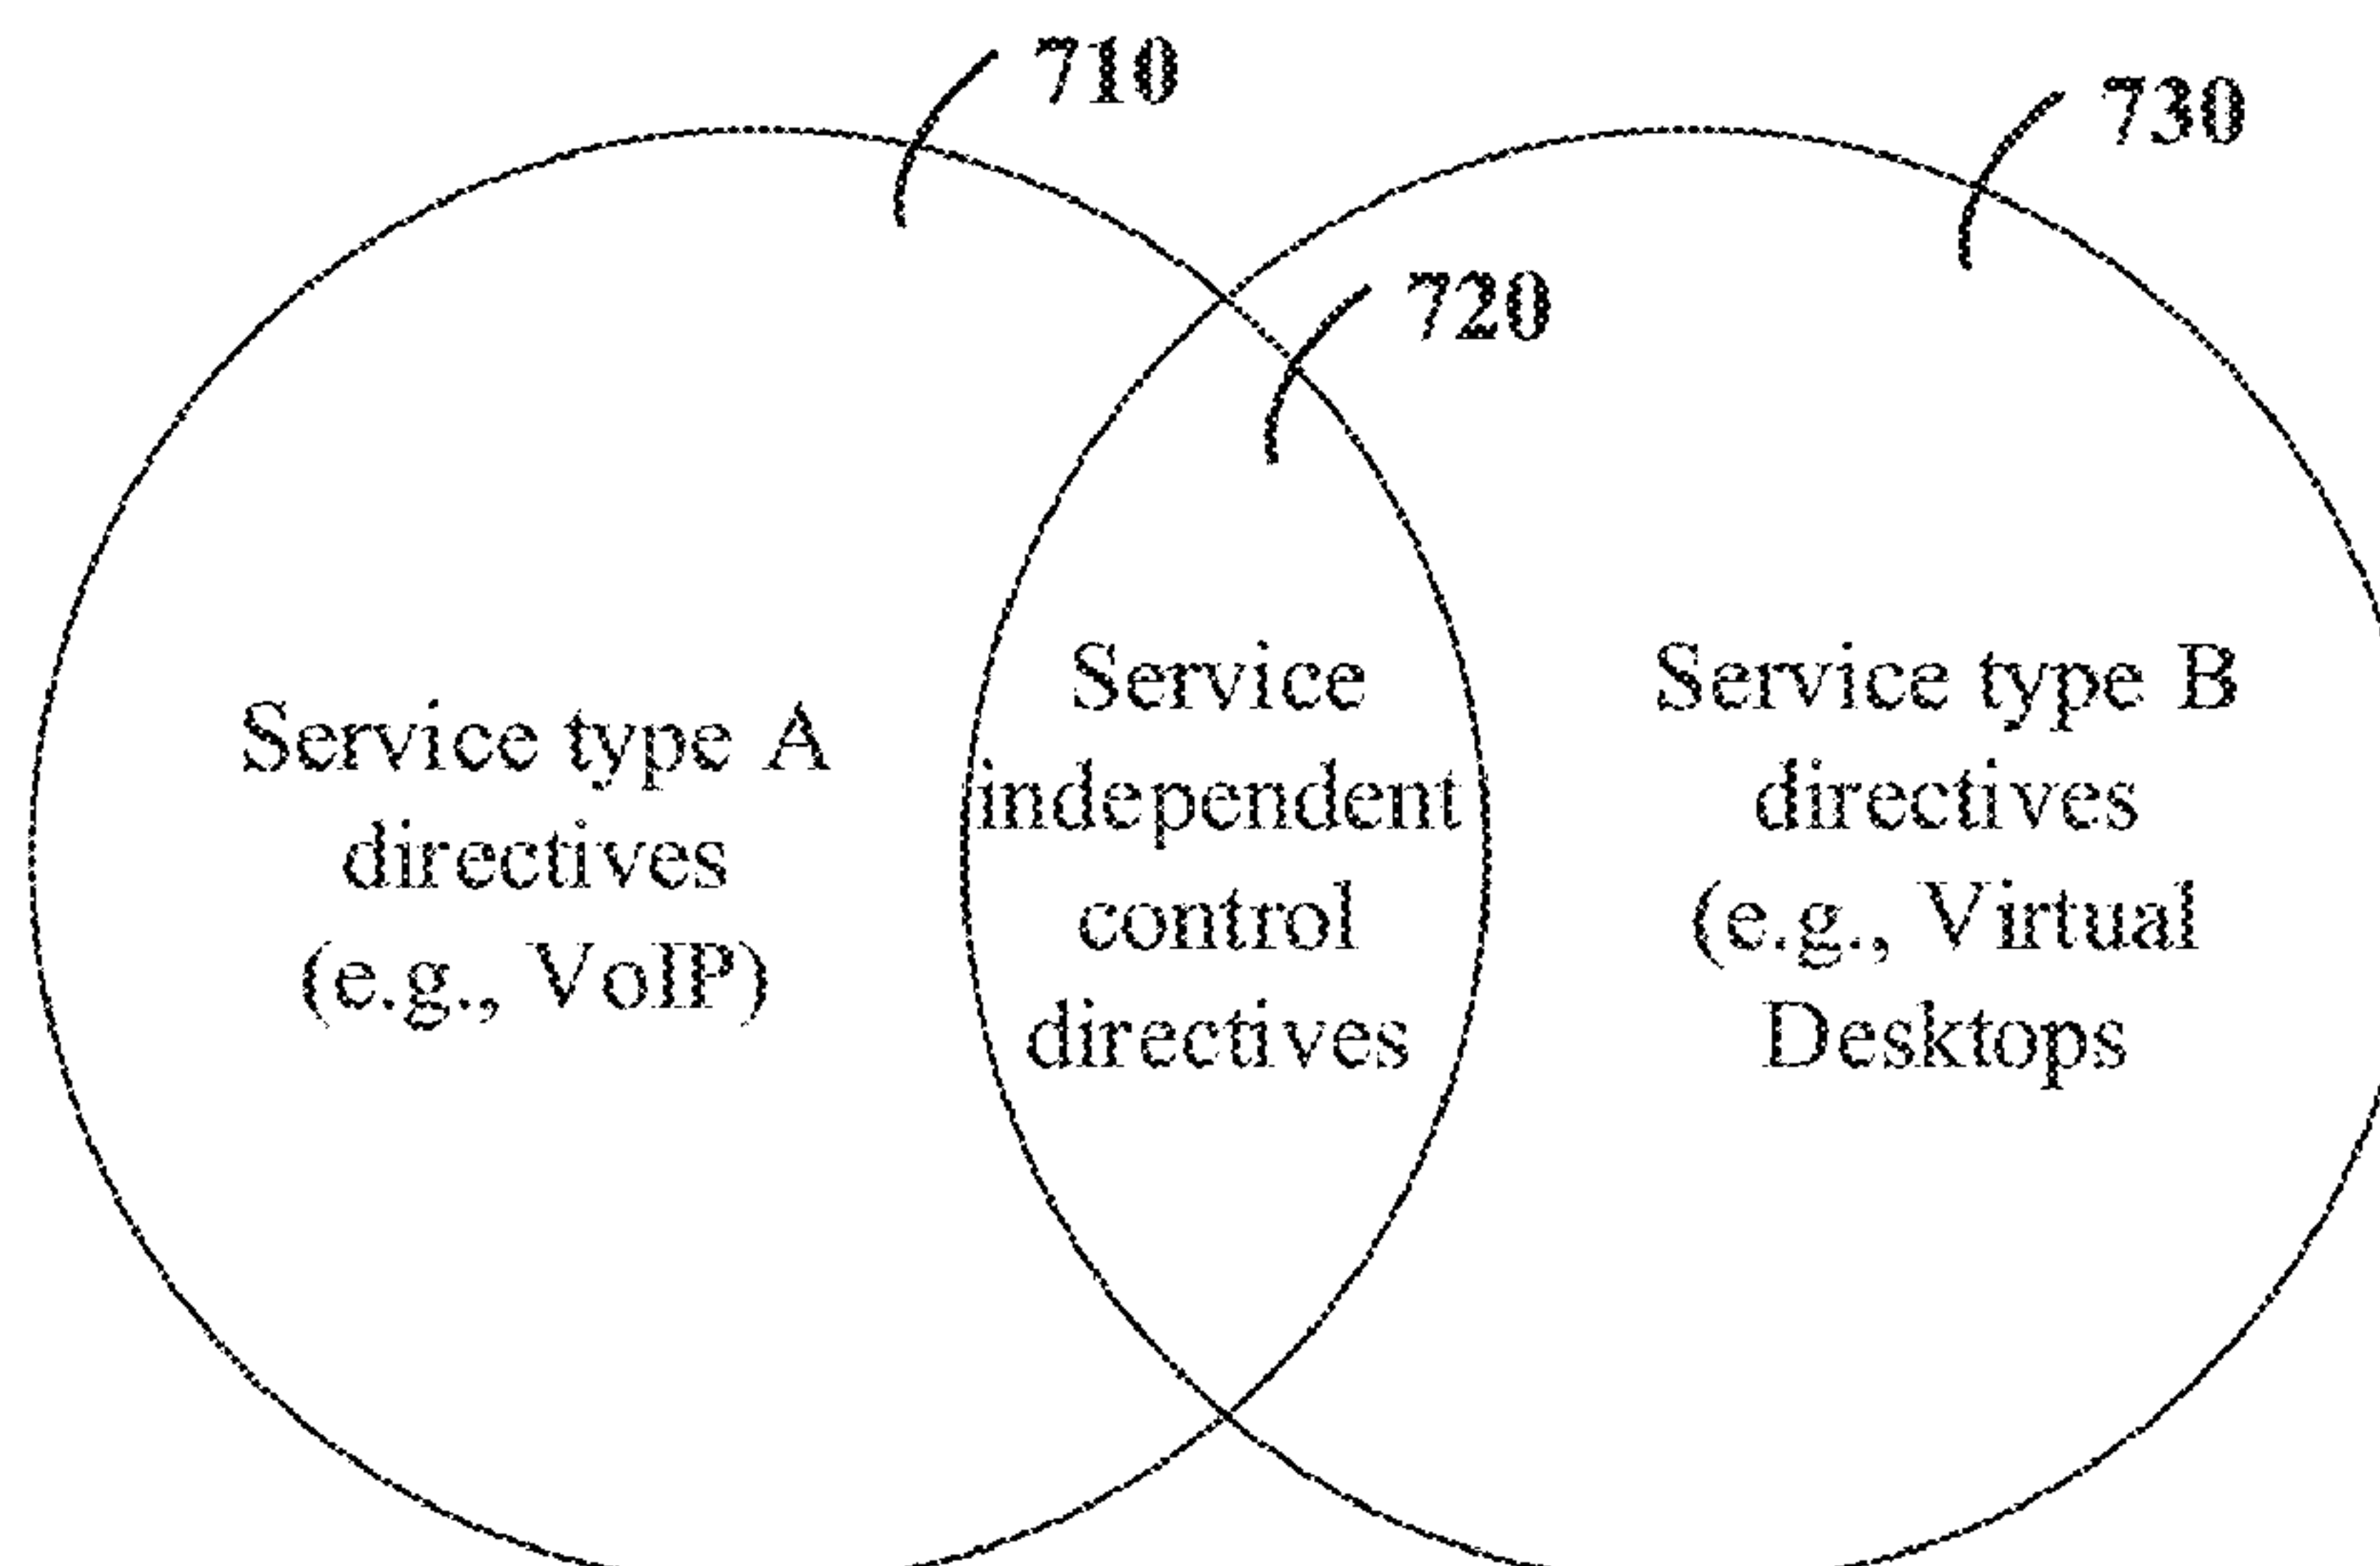 710
730
720
Service type A
directives
(e.g., VoIP)
Service
independent
control
directives
Service type B
directives
(e.g., Virtual
Desktops